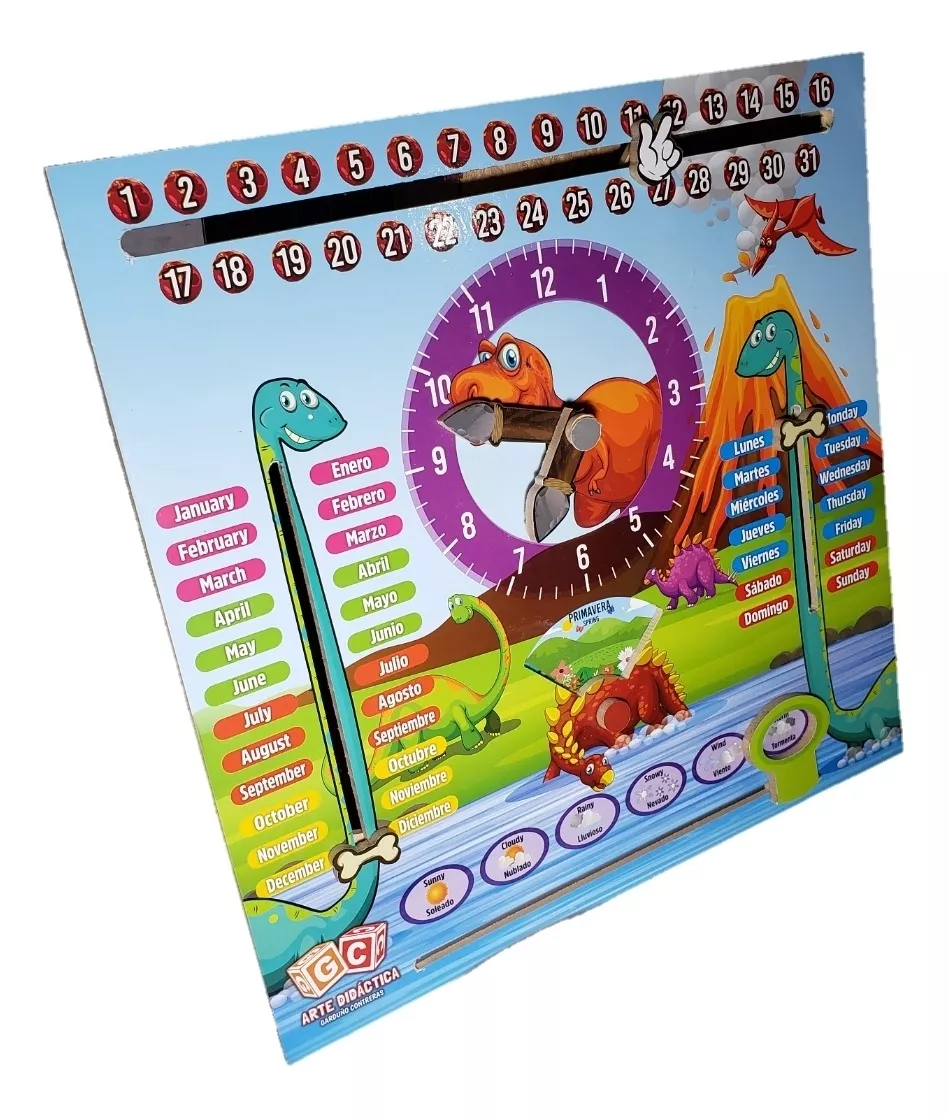 1 2 3 4 5 6 7 8 9 10 11 12 13 14 15 16
17 18 19 20 21 22 23 24 25 26 27 28 29 30 31
12 1 2 3 4 5 6 7 8 9 10 11
January Enero
February Febrero
March Marzo
April Abril
May Mayo
June Junio
July Julio
August Agosto
September Septiembre
October Octubre
November Noviembre
December Diciembre
Lunes Monday
Martes Tuesday
Miércoles Wednesday
Jueves Thursday
Viernes Friday
Sábado Saturday
Domingo Sunday
PRIMAVERA
SPRING
Sunny
Soleado
Cloudy
Nublado
Rainy
Lluvioso
Snowy
Nevado
Wind
Viento
Tormenta
GC
ARTE DIDÁCTICA
GARDUÑO CONTRERAS